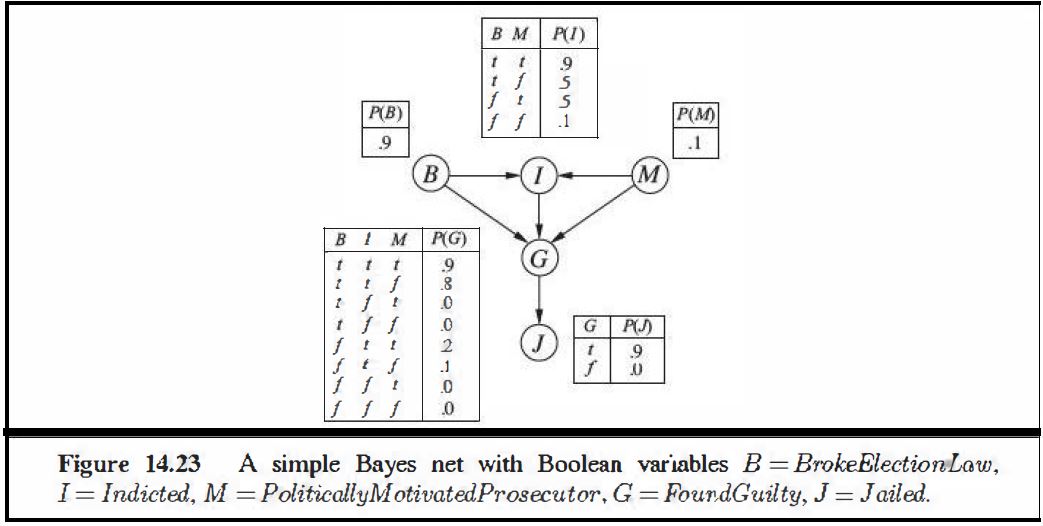 B M P(I)
t t .9
t f 5
f t 5
f f .1
P(B)
.9
P(M)
.1
B
I
M
B I M P(G)
t t t .9
t t f .8
t f t .0
t f f .0
f t t 2
f t f .1
f f t .0
f f f .0
G
J
G P(J)
t .9
f .0
Figure 14.23 A simple Bayes net with Boolean variables B = BrokeElectionLaw,
I = Indicted, M = PoliticallyMotivatedProsecutor, G = FoundGuilty, J = Jailed.